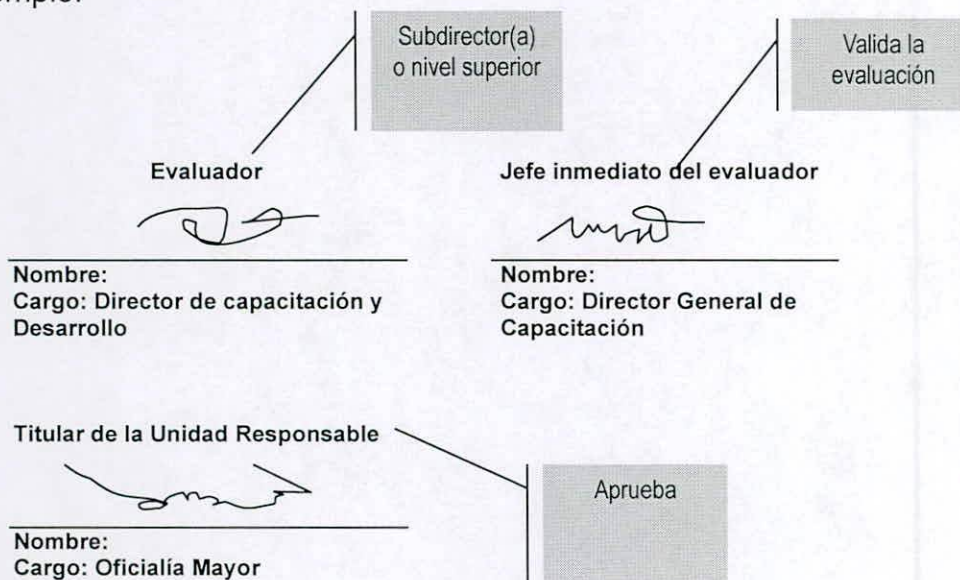 Subdirector(a)
o nivel superior
Valida la
evaluación
Evaluador
Jefe inmediato del evaluador
Nombre:
Cargo: Director de capacitación y
Desarrollo
Nombre:
Cargo: Director General de
Capacitación
Titular de la Unidad Responsable
Aprueba
Nombre:
Cargo: Oficialía Mayor